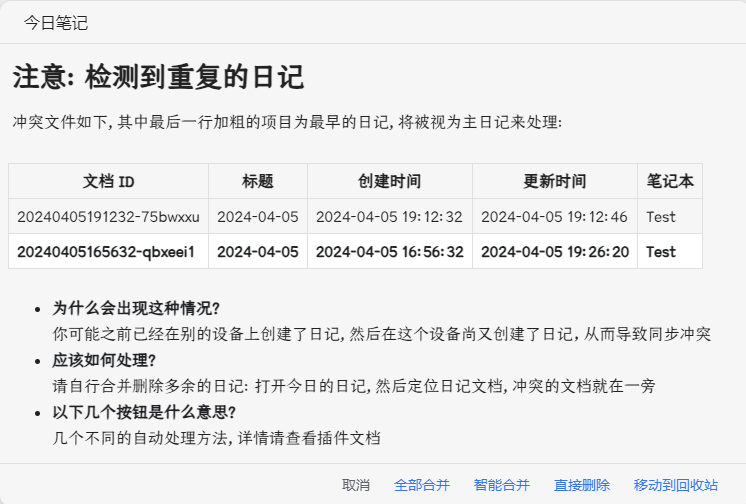 今日笔记
注意: 检测到重复的日记
冲突文件如下, 其中最后一行加粗的项目为最早的日记, 将被视为主日记来处理:
文档 ID 标题 创建时间 更新时间 笔记本
20240405191232-75bwxxu 2024-04-05 2024-04-05 19:12:32 2024-04-05 19:12:46 Test
20240405165632-qbxeei1 2024-04-05 2024-04-05 16:56:32 2024-04-05 19:26:20 Test
为什么会出现这种情况?
你可能之前已经在别的设备上创建了日记, 然后在这个设备尚又创建了日记, 从而导致同步冲突
应该如何处理?
请自行合并删除多余的日记: 打开今日的日记, 然后定位日记文档, 冲突的文档就在一旁
以下几个按钮是什么意思?
几个不同的自动处理方法, 详情请查看插件文档
取消 全部合并 智能合并 直接删除 移动到回收站